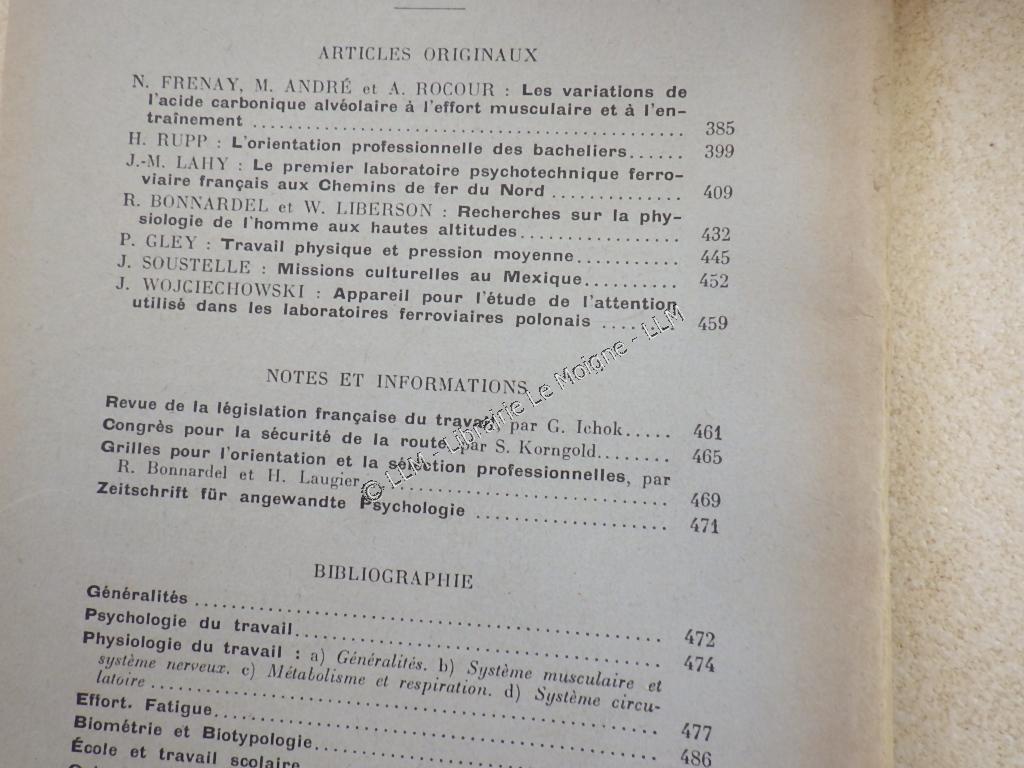 ARTICLES ORIGINAUX
N. FRENAY, M. ANDRÉ et A. ROCOUR : Les variations de
l'acide carbonique alvéolaire à l'effort musculaire et à l'en-
traînement ........ 385
H. RUPP : L'orientation professionnelle des bacheliers...... 399
J.-M. LAHY : Le premier laboratoire psychotechnique ferro-
viaire français aux Chemins de fer du Nord ........ 409
R. BONNARDEL et W. LIBERSON : Recherches sur la phy-
siologie de l'homme aux hautes altitudes........ 432
P. GLEY : Travail physique et pression moyenne........ 445
J. SOUSTELLE : Missions culturelles au Mexique........ 452
J. WOJCIECHOWSKI : Appareil pour l'étude de l'attention
utilisé dans les laboratoires ferroviaires polonais ........ 459
NOTES ET INFORMATIONS
Revue de la législation française du travail, par G. Ichok..... 461
Congrès pour la sécurité de la route, par S. Korngold........ 465
Grilles pour l'orientation et la sélection professionnelles, par
R. Bonnardel et H. Laugier........ 469
Zeitschrift für angewandte Psychologie ........ 471
© LLM - Librairie Le Moigne - LLM
BIBLIOGRAPHIE
Généralités ........ 472
Psychologie du travail........ 474
Physiologie du travail : a) Généralités. b) Système musculaire et
système nerveux. c) Métabolisme et respiration. d) Système circu-
latoire ........ 477
Effort. Fatigue........ 486
Biométrie et Biotypologie........
École et travail scolaire